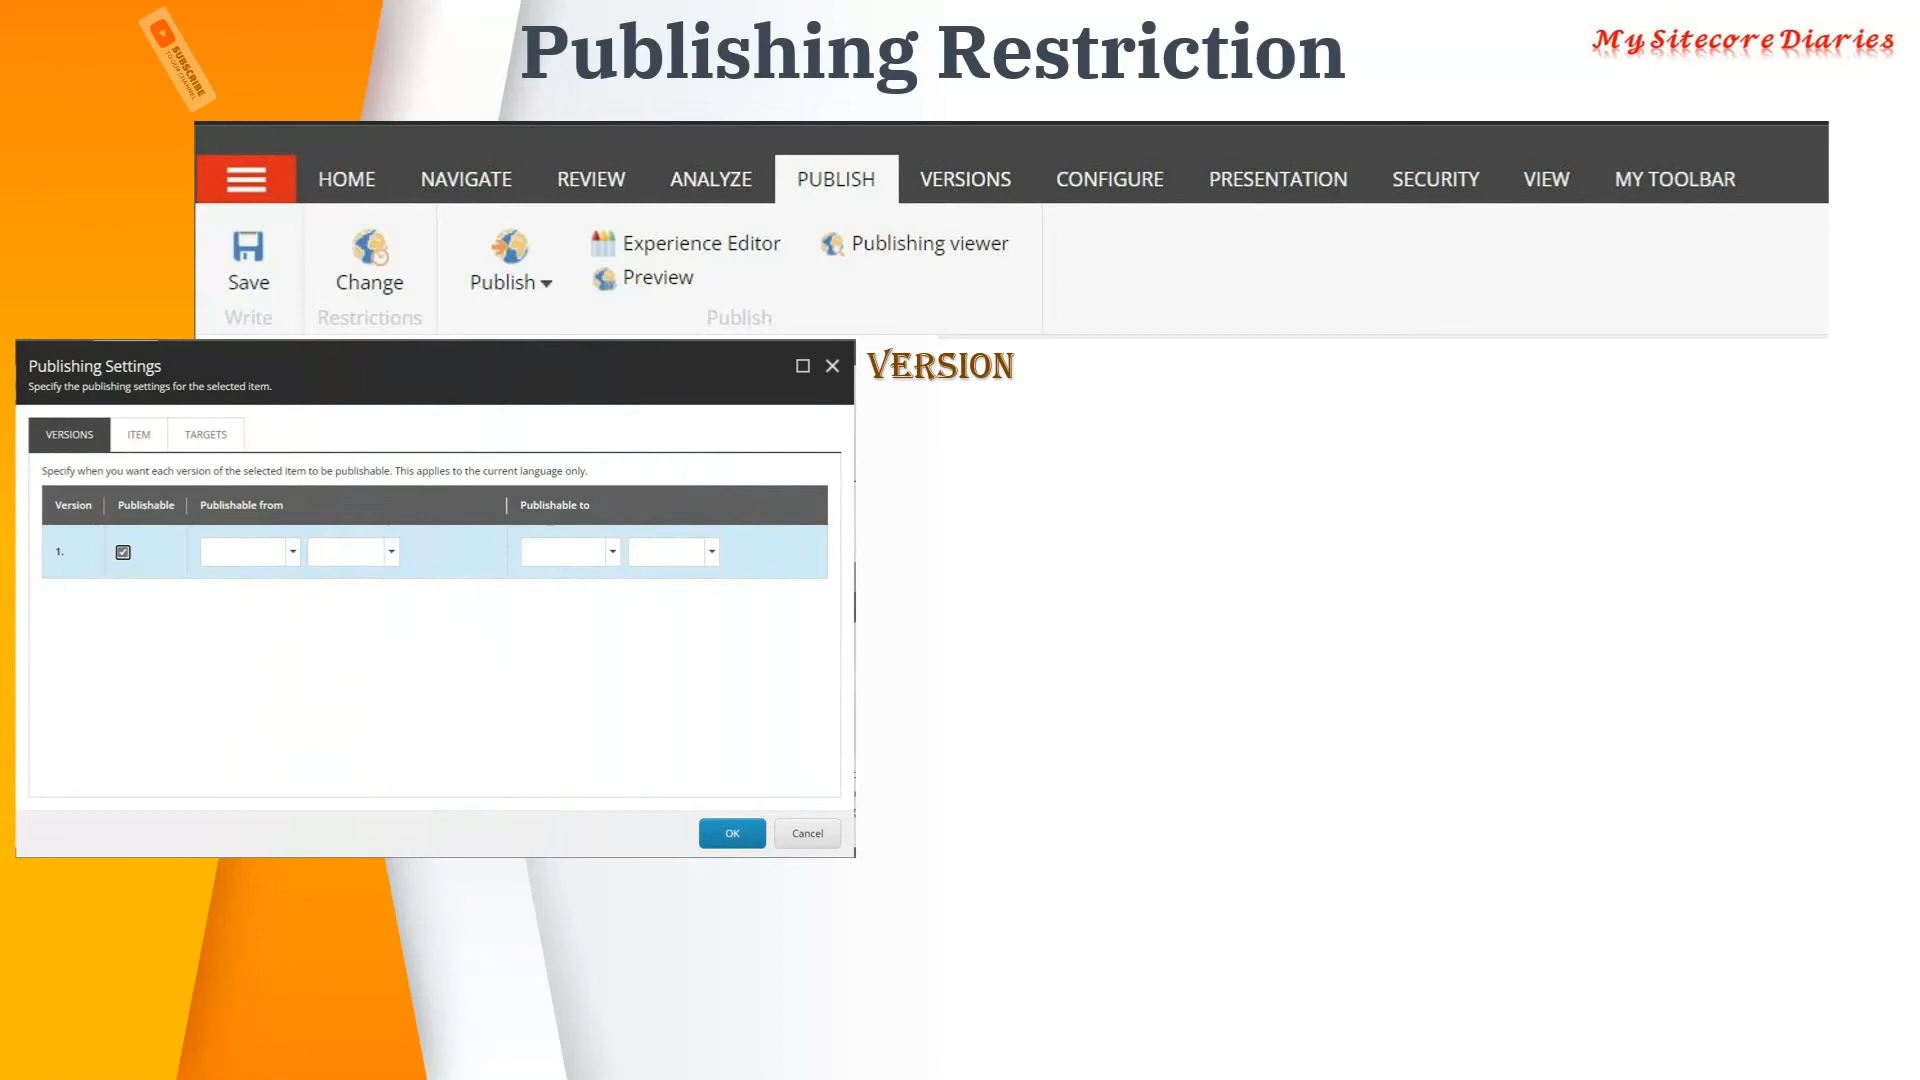 Publishing Restriction
My Sitecore Diaries
SUBSCRIBE
TO OUR CHANNEL
HOME NAVIGATE REVIEW ANALYZE PUBLISH VERSIONS CONFIGURE PRESENTATION SECURITY VIEW MY TOOLBAR
Save Change Publish Experience Editor Publishing viewer
Preview
Write Restrictions Publish
Publishing Settings
Specify the publishing settings for the selected item.
VERSION
VERSIONS ITEM TARGETS
Specify when you want each version of the selected item to be publishable. This applies to the current language only.
Version Publishable Publishable from Publishable to
1.
OK Cancel